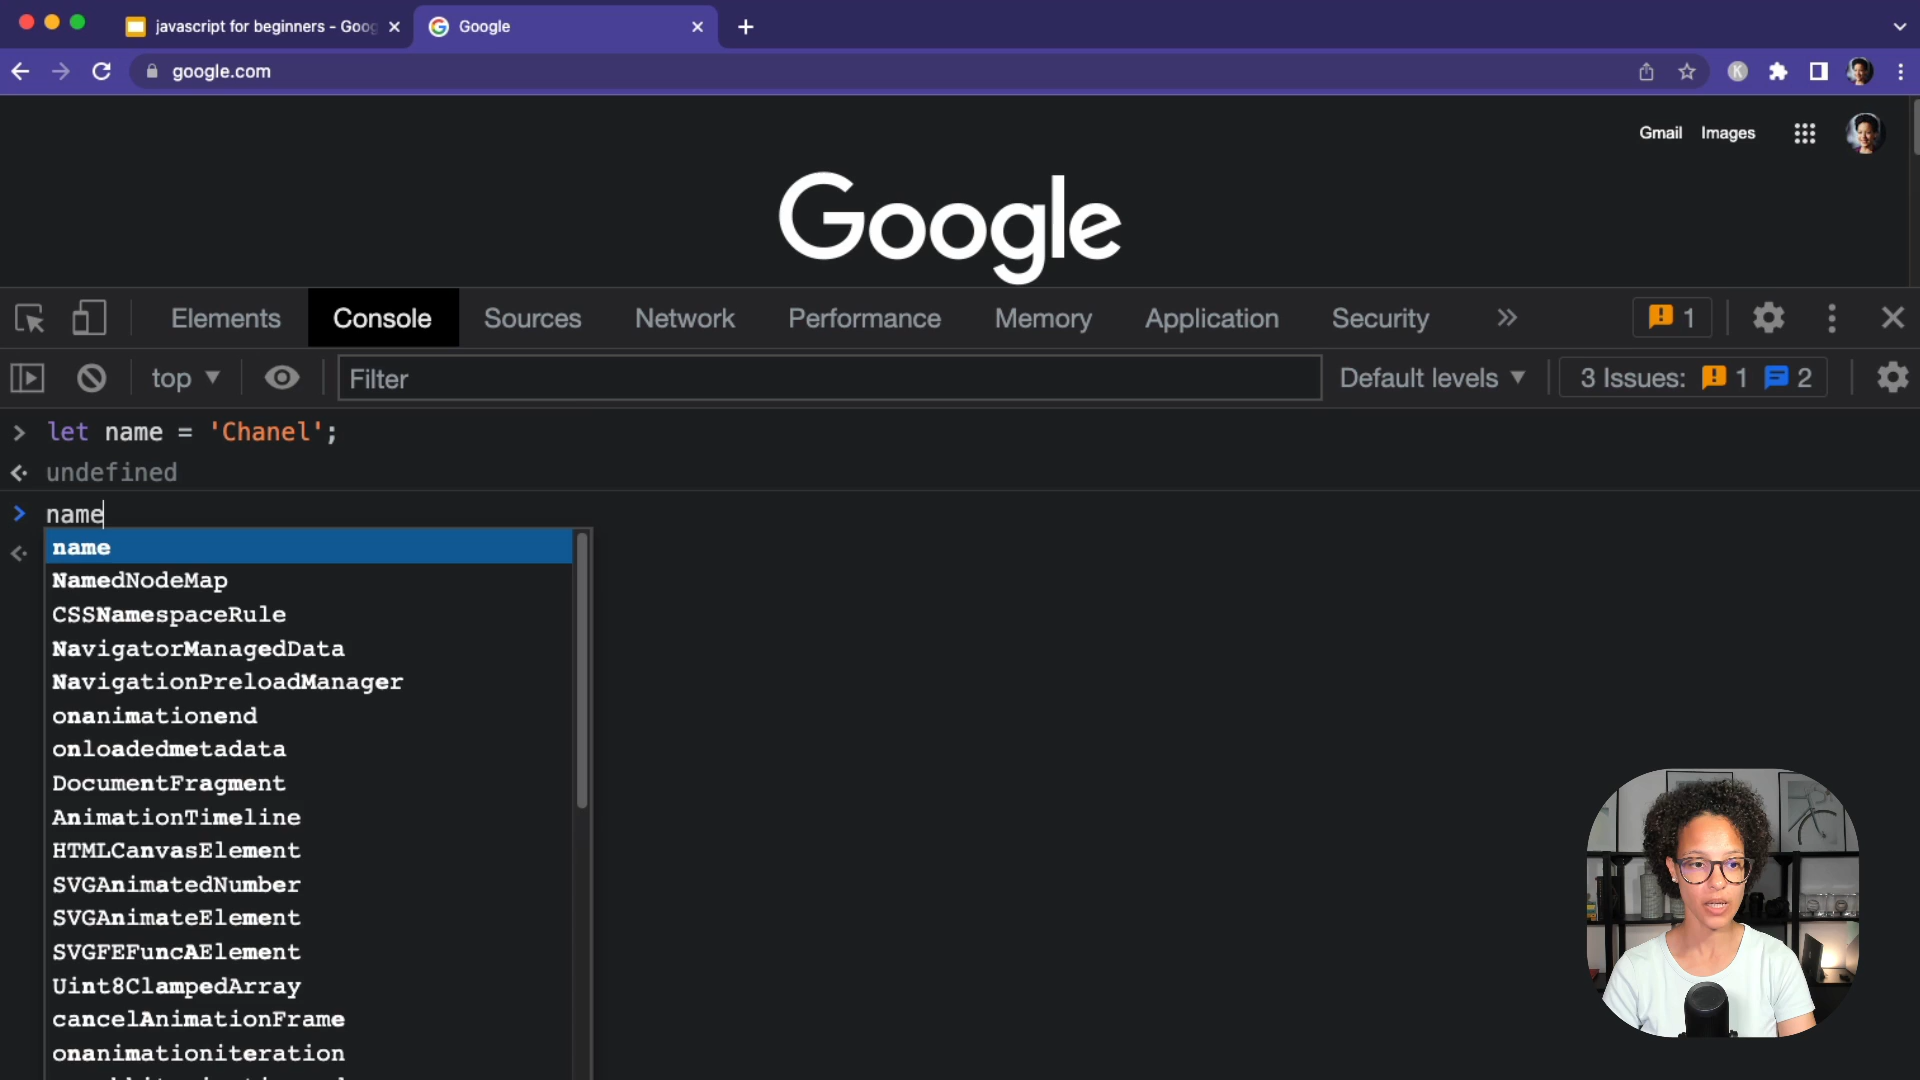 javascript for beginners - Goog
Google
google.com
Gmail Images
Google
Elements Console Sources Network Performance Memory Application Security 1
top Filter Default levels 3 Issues: 1 2
let name = 'Chanel';
undefined
name
name
NamedNodeMap
CSSNamespaceRule
NavigatorManagedData
NavigationPreloadManager
onanimationend
onloadedmetadata
DocumentFragment
AnimationTimeline
HTMLCanvasElement
SVGAnimatedNumber
SVGAnimateElement
SVGFEFuncAElement
Uint8ClampedArray
cancelAnimationFrame
onanimationiteration